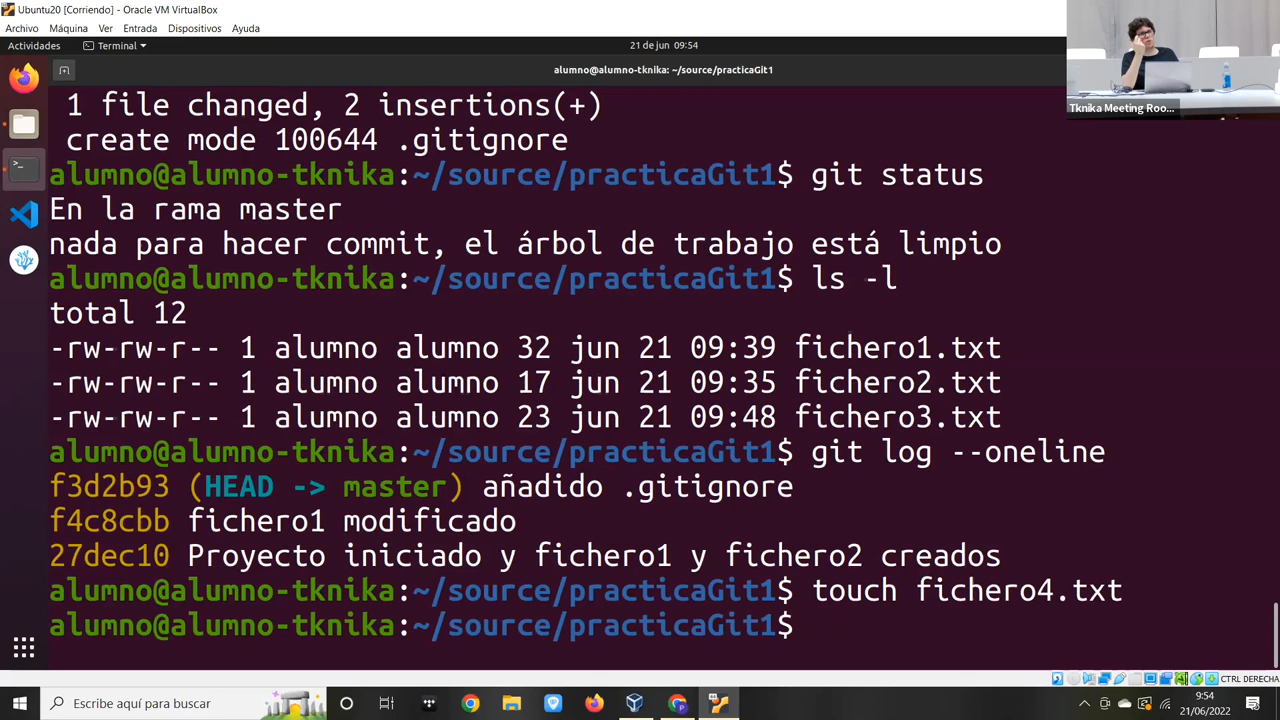 Ubuntu20 [Corriendo] - Oracle VM VirtualBox
Archivo Máquina Ver Entrada Dispositivos Ayuda
Actividades Terminal 21 de jun 09:54
alumno@alumno-tknika: ~/source/practicaGit1
Tknika Meeting Roo...
1 file changed, 2 insertions(+)
create mode 100644 .gitignore
alumno@alumno-tknika:~/source/practicaGit1$ git status
En la rama master
nada para hacer commit, el árbol de trabajo está limpio
alumno@alumno-tknika:~/source/practicaGit1$ ls -l
total 12
-rw-rw-r-- 1 alumno alumno 32 jun 21 09:39 fichero1.txt
-rw-rw-r-- 1 alumno alumno 17 jun 21 09:35 fichero2.txt
-rw-rw-r-- 1 alumno alumno 23 jun 21 09:48 fichero3.txt
alumno@alumno-tknika:~/source/practicaGit1$ git log --oneline
f3d2b93 (HEAD -> master) añadido .gitignore
f4c8cbb fichero1 modificado
27dec10 Proyecto iniciado y fichero1 y fichero2 creados
alumno@alumno-tknika:~/source/practicaGit1$ touch fichero4.txt
alumno@alumno-tknika:~/source/practicaGit1$
CTRL DERECHA
Escribe aquí para buscar
9:54
21/06/2022